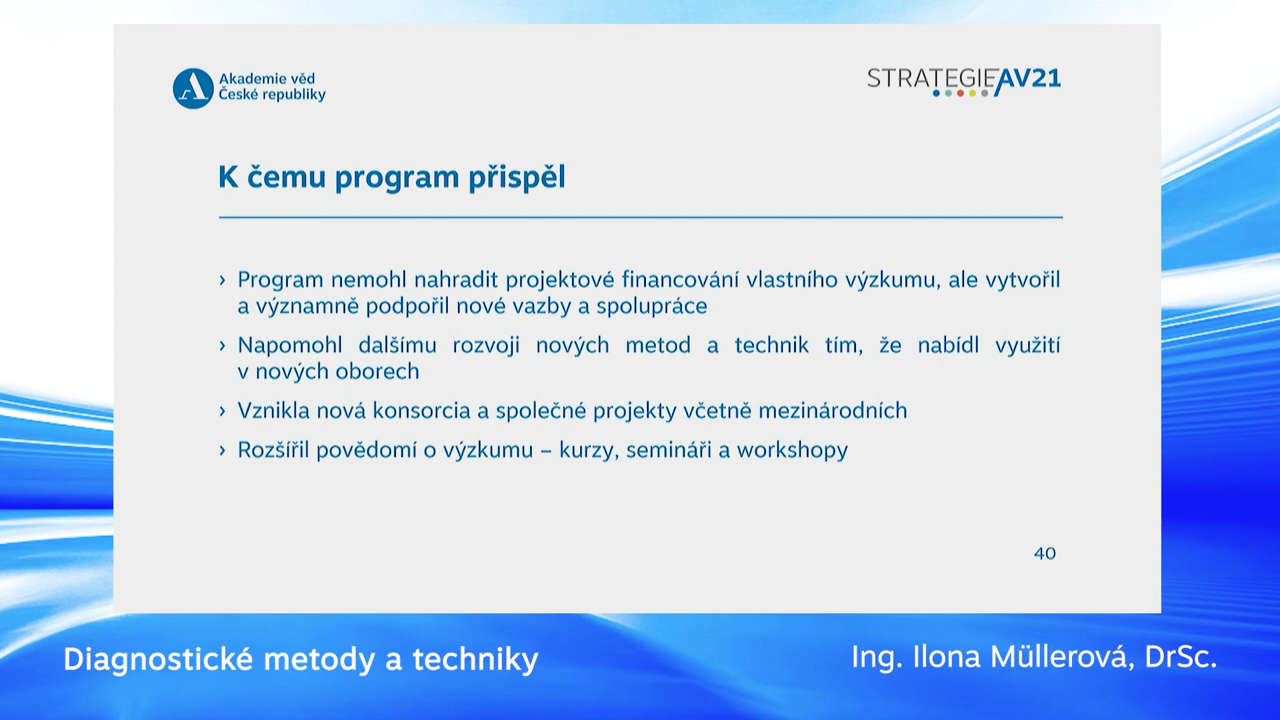 Akademie věd
České republiky
STRATEGIE AV21
K čemu program přispěl
› Program nemohl nahradit projektové financování vlastního výzkumu, ale vytvořil
a významně podpořil nové vazby a spolupráce
› Napomohl dalšímu rozvoji nových metod a technik tím, že nabídl využití
v nových oborech
› Vznikla nová konsorcia a společné projekty včetně mezinárodních
› Rozšířil povědomí o výzkumu – kurzy, semináři a workshopy
40
Diagnostické metody a techniky
Ing. Ilona Müllerová, DrSc.